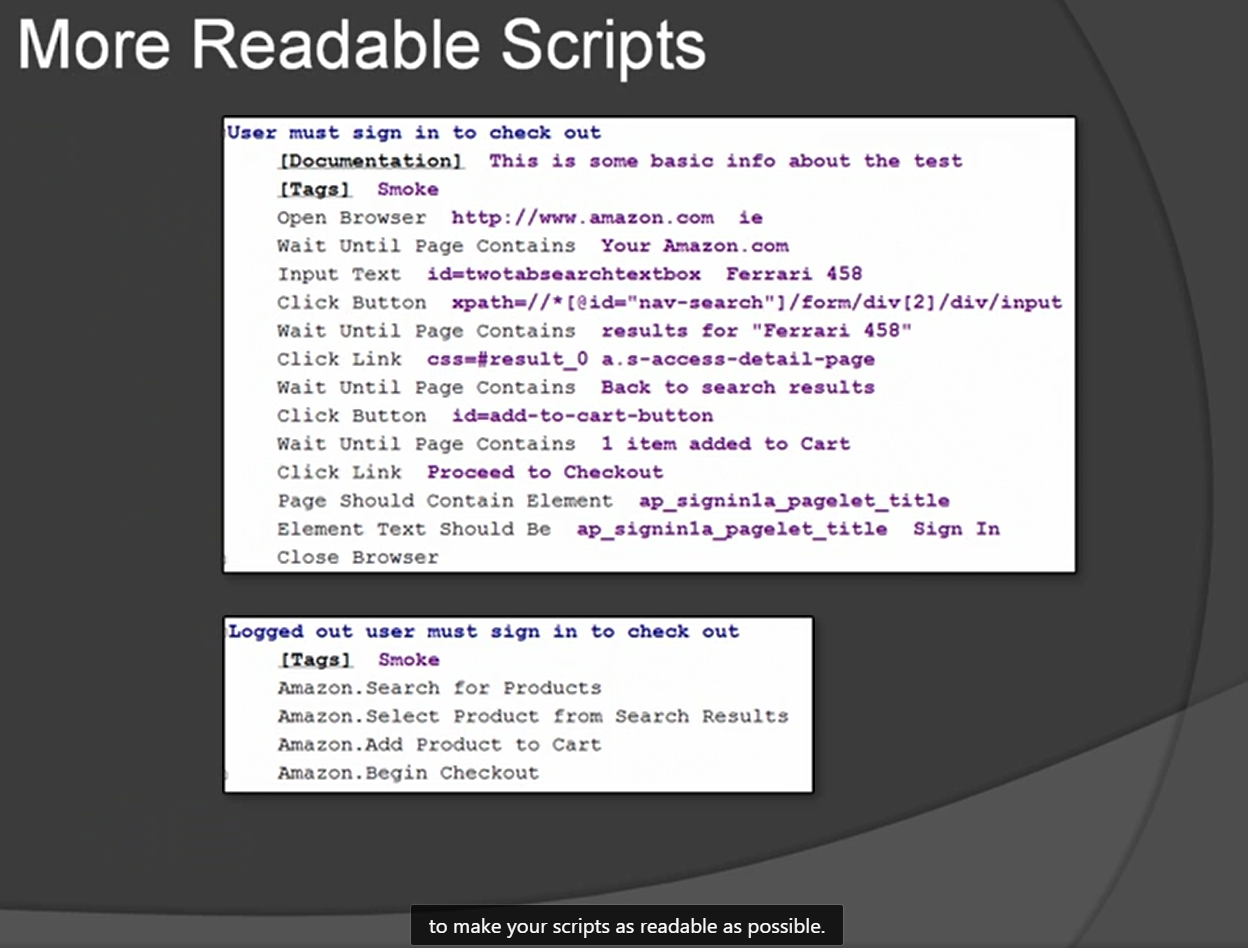 More Readable Scripts
User must sign in to check out
[Documentation] This is some basic info about the test
[Tags] Smoke
Open Browser http://www.amazon.com ie
Wait Until Page Contains Your Amazon.com
Input Text id=twotabsearchtextbox Ferrari 458
Click Button xpath=//*[@id="nav-search"]/form/div[2]/div/input
Wait Until Page Contains results for "Ferrari 458"
Click Link css=#result_0 a.s-access-detail-page
Wait Until Page Contains Back to search results
Click Button id=add-to-cart-button
Wait Until Page Contains 1 item added to Cart
Click Link Proceed to Checkout
Page Should Contain Element ap_signin1a_pagelet_title
Element Text Should Be ap_signin1a_pagelet_title Sign In
Close Browser
Logged out user must sign in to check out
[Tags] Smoke
Amazon.Search for Products
Amazon.Select Product from Search Results
Amazon.Add Product to Cart
Amazon.Begin Checkout
to make your scripts as readable as possible.